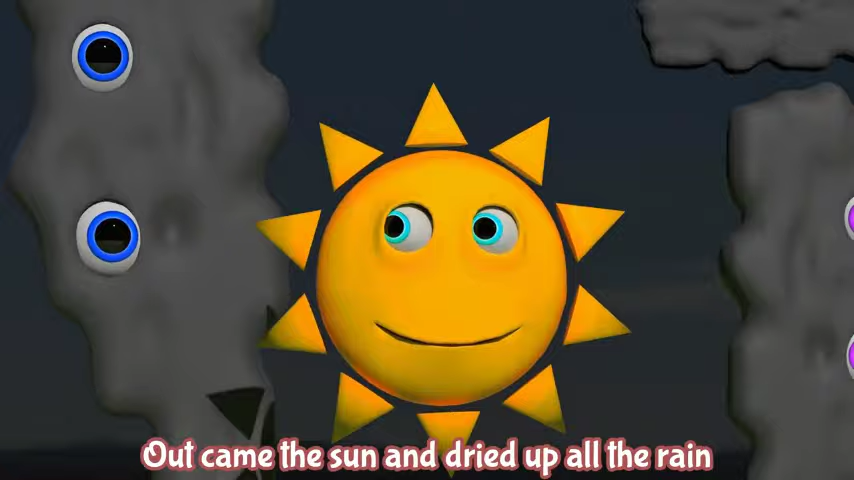 Out came the sun and dried up all the rain